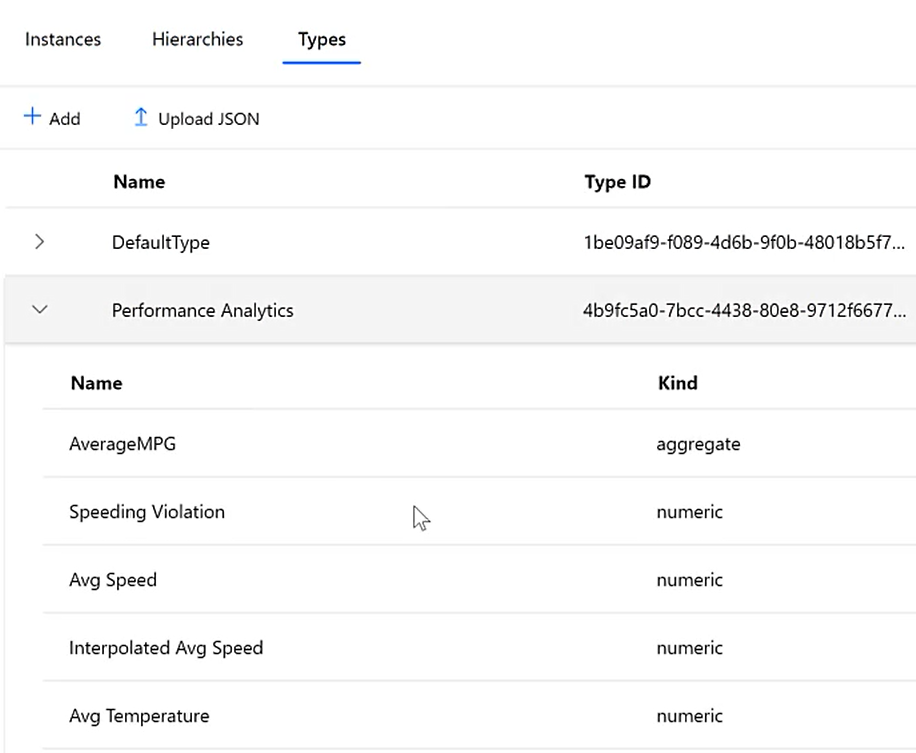 Instances Hierarchies Types
Add Upload JSON
Name Type ID
DefaultType 1be09af9-f089-4d6b-9f0b-48018b5f7...
Performance Analytics 4b9fc5a0-7bcc-4438-80e8-9712f6677...
Name Kind
AverageMPG aggregate
Speeding Violation numeric
Avg Speed numeric
Interpolated Avg Speed numeric
Avg Temperature numeric